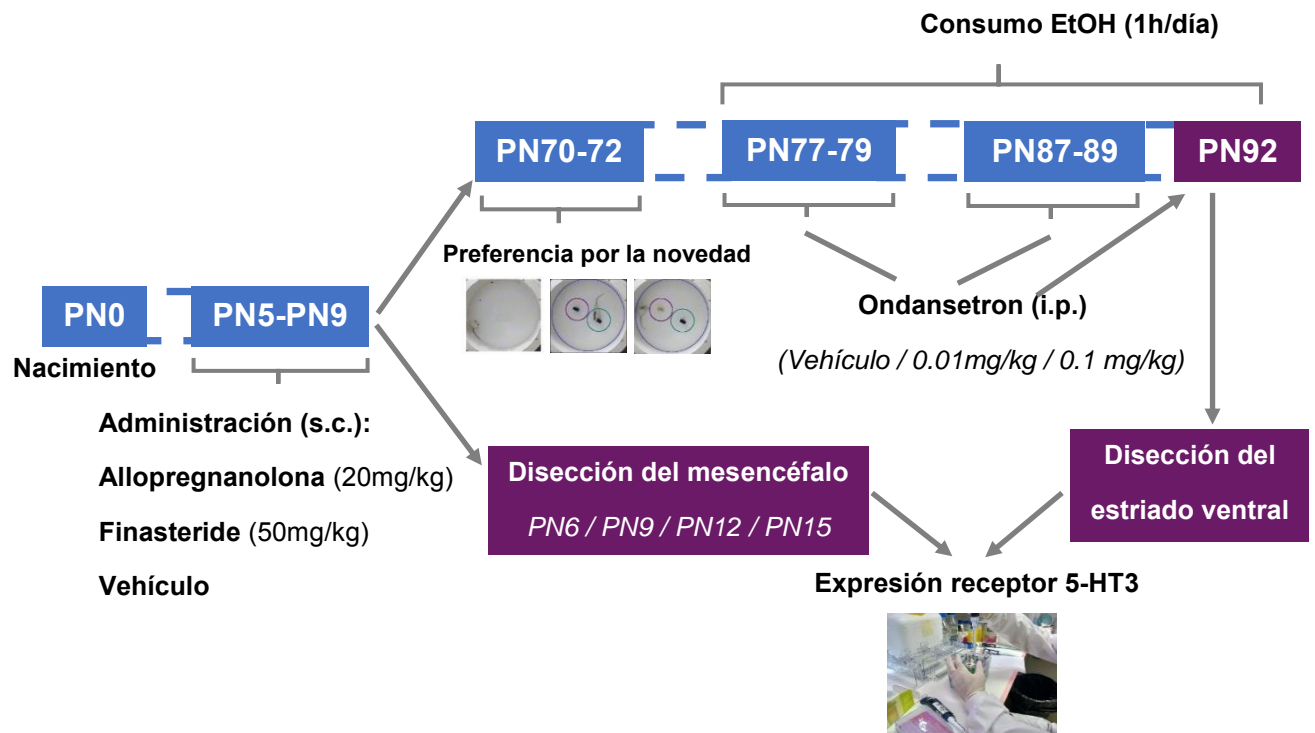 Consumo EtOH (1h/día)
PN70-72
PN77-79
PN87-89
PN92
Preferencia por la novedad
PN0
PN5-PN9
Ondansetron (i.p.)
(Vehículo / 0.01mg/kg / 0.1 mg/kg)
Nacimiento
Administración (s.c.):
Allopregnanolona (20mg/kg)
Finasteride (50mg/kg)
Vehículo
Disección del mesencéfalo
PN6 / PN9 / PN12 / PN15
Disección del
estriado ventral
Expresión receptor 5-HT3